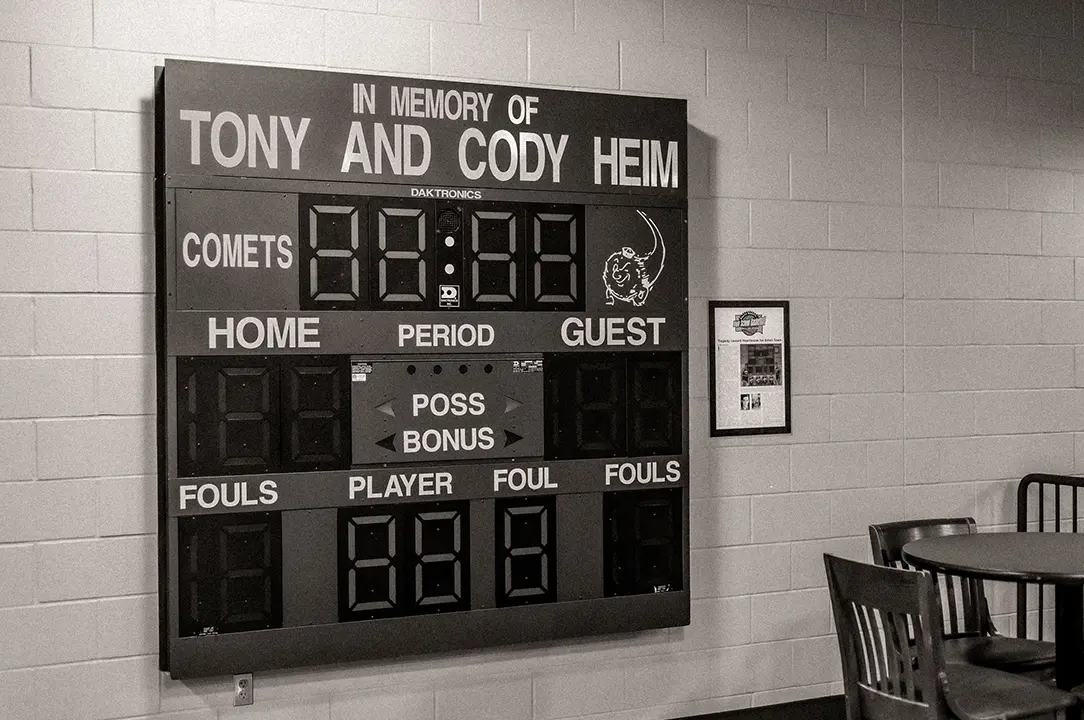 IN MEMORY OF
TONY AND CODY HEIM
DAKTRONICS
COMETS
HOME PERIOD GUEST
POSS
BONUS
FOULS PLAYER FOUL FOULS